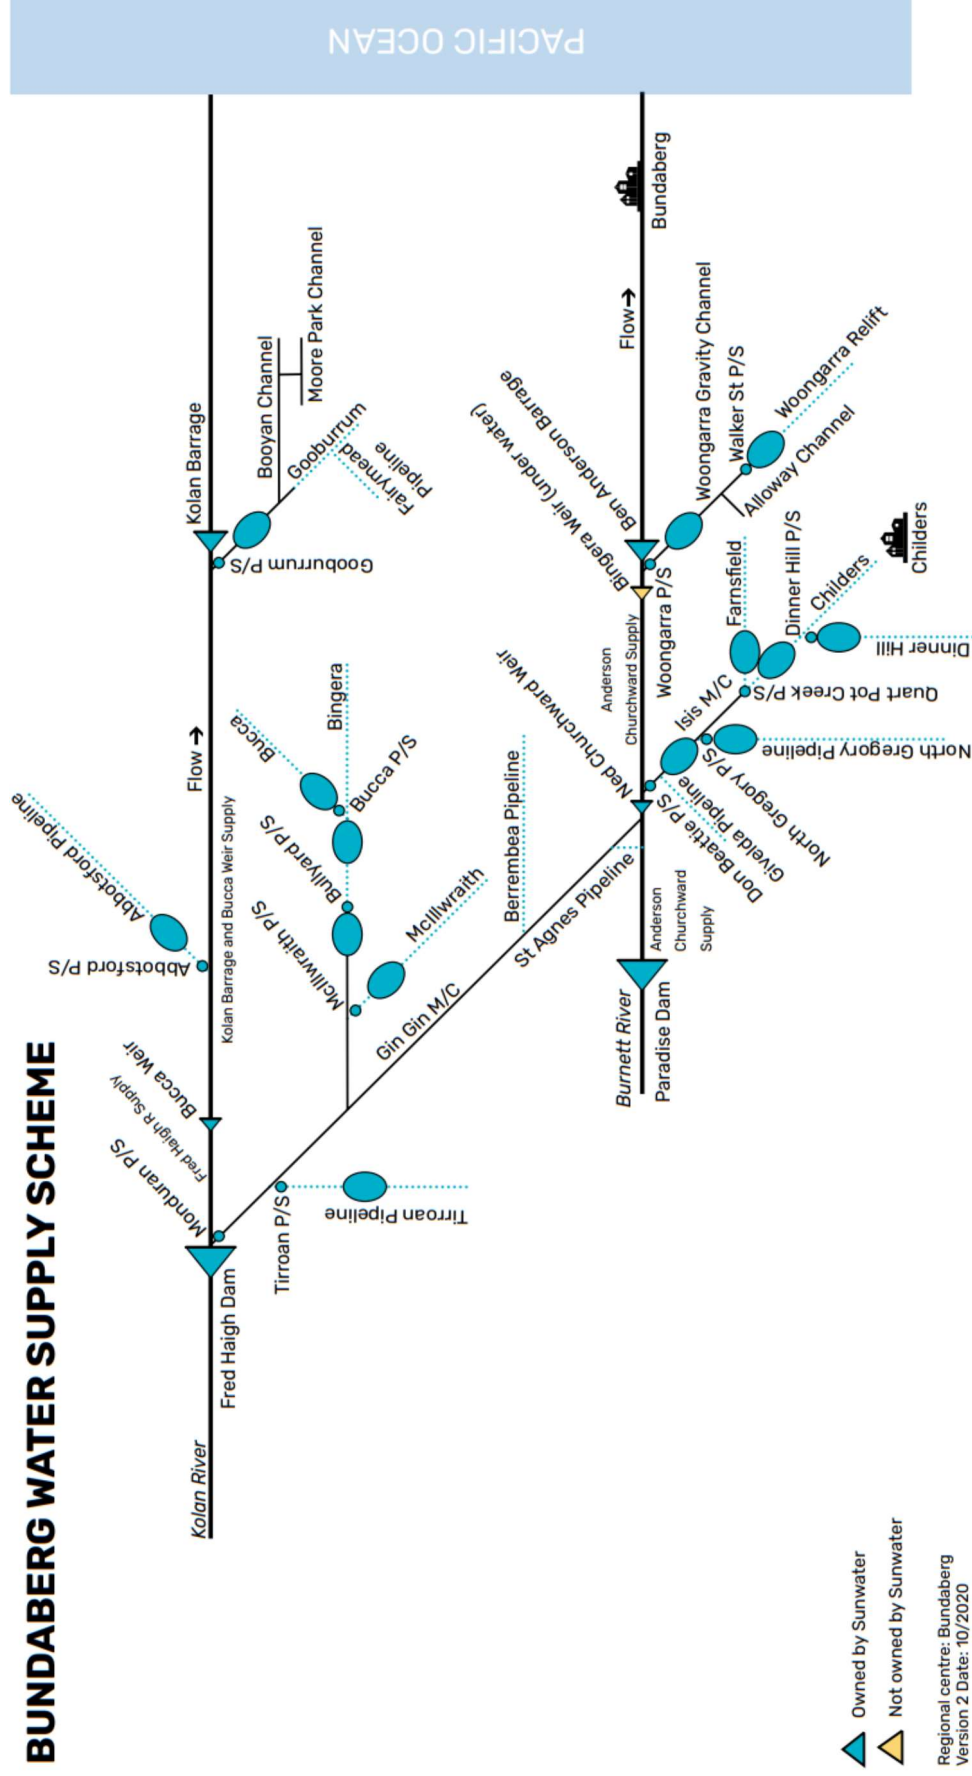 BUNDABERG WATER SUPPLY SCHEME
PACIFIC OCEAN
Kolan River
Fred Haigh Dam
Monduran P/S
Fred Haigh R Supply
Bucca Weir
Abbotsford P/S
Abbotsford Pipeline
Kolan Barrage and Bucca Weir Supply
Flow
Kolan Barrage
Gooburrum P/S
Gooburrum
Fairymead
Pipeline
Booyan Channel
Moore Park Channel
Tirroan P/S
Tirroan Pipeline
Gin Gin M/C
McIllwraith P/S
McIllwraith
Bullyard P/S
Bucca P/S
Bucca
Bingera
Berrembea Pipeline
St Agnes Pipeline
Burnett River
Paradise Dam
Anderson
Churchward
Supply
Ned Churchward Weir
Don Beattie P/S
Giveida Pipeline
North Gregory P/S
North Gregory Pipeline
Isis M/C
Quart Pot Creek P/S
Farnsfield
Dinner Hill P/S
Dinner Hill
Childers
Childers
Anderson
Churchward Supply
Bingera Weir (under water)
Ben Anderson Barrage
Woongarra P/S
Woongarra Gravity Channel
Walker St P/S
Woongarra Relift
Alloway Channel
Flow
Bundaberg
Owned by Sunwater
Not owned by Sunwater
Regional centre: Bundaberg
Version 2 Date: 10/2020